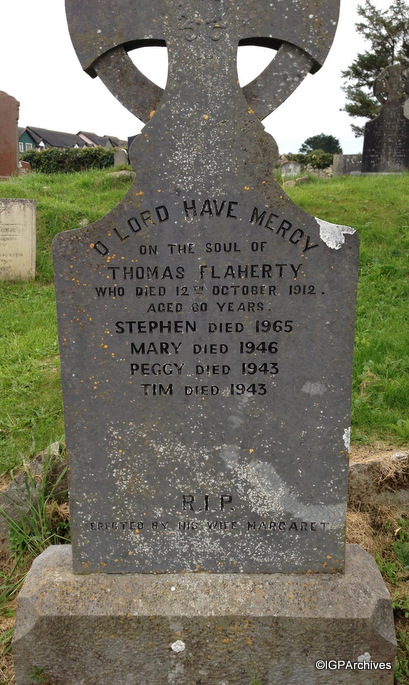 O LORD HAVE MERCY
ON THE SOUL OF
THOMAS FLAHERTY
WHO DIED 12TH OCTOBER 1912.
AGED 80 YEARS.
STEPHEN DIED 1965
MARY DIED 1946
PEGGY DIED 1943
TIM DIED 1943
R.I.P.
ERECTED BY HIS WIFE MARGARET
©IGPArchives